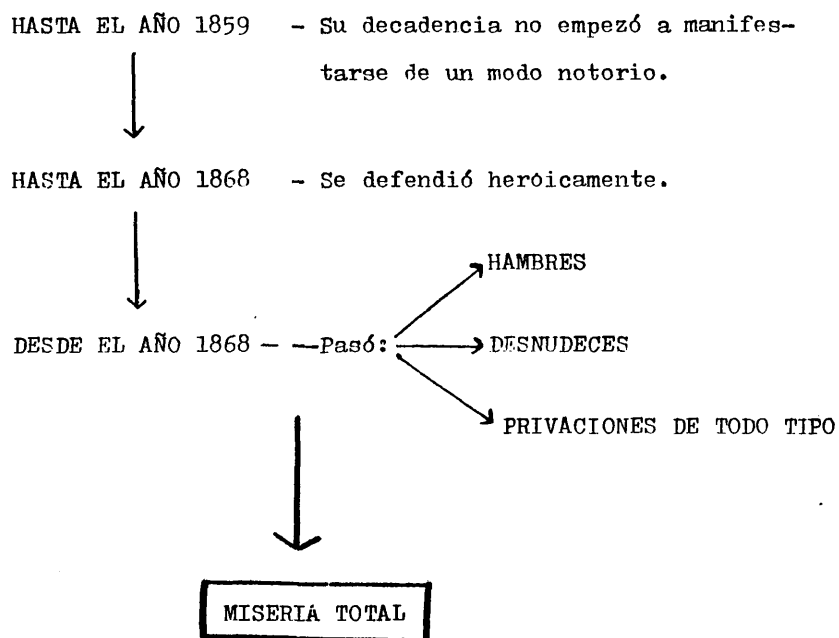 HASTA EL AÑO 1859 - Su decadencia no empezó a manifes-
tarse de un modo notorio.
HASTA EL AÑO 1868 - Se defendió heróicamente.
HAMBRES
DESDE EL AÑO 1868 - - Pasó: DESNUDECES
PRIVACIONES DE TODO TIPO
MISERIA TOTAL